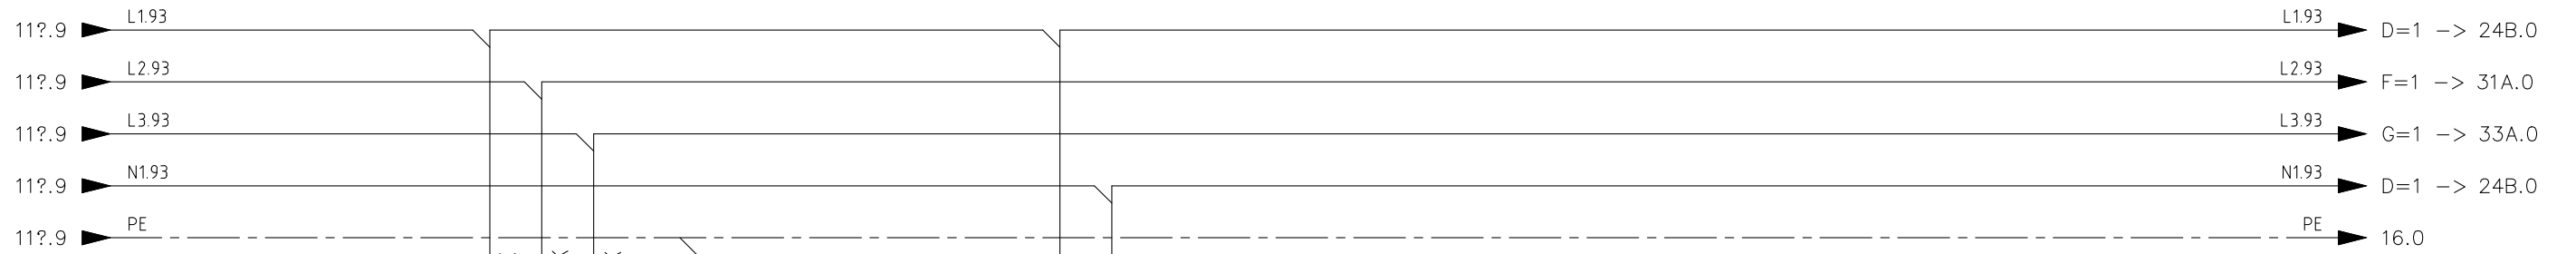 11?.9 L1.93 L1.93 D=1 -> 24B.0
11?.9 L2.93 L2.93 F=1 -> 31A.0
11?.9 L3.93 L3.93 G=1 -> 33A.0
11?.9 N1.93 N1.93 D=1 -> 24B.0
11?.9 PE PE 16.0